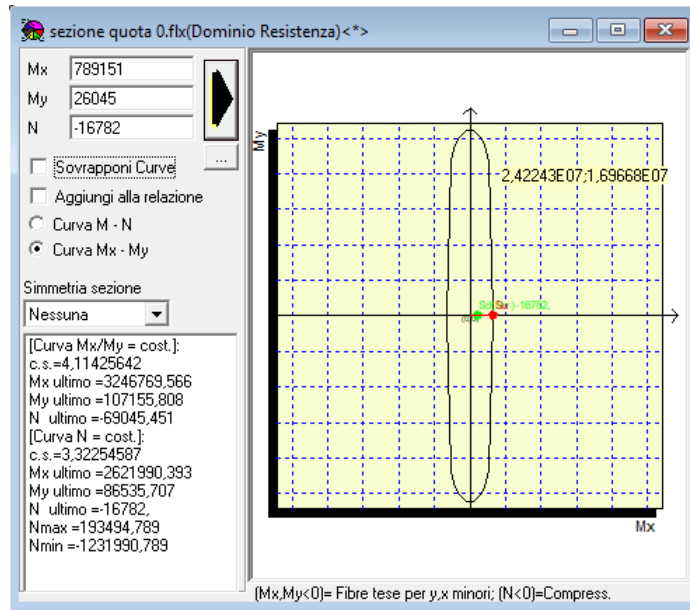 sezione quota 0.flx(Dominio Resistenza)<*>
Mx 789151
My 26045
N -16782
...
Sovrapponi Curve
Aggiungi alla relazione
Curva M - N
Curva Mx - My
Simmetria sezione
Nessuna
[Curva Mx/My = cost.]:
c.s.=4,11425642
Mx ultimo =3246769,566
My ultimo =107155,808
N ultimo =-69045,451
[Curva N = cost.]:
c.s.=3,32254587
Mx ultimo =2621990,393
My ultimo =86535,707
N ultimo =-16782,
Nmax =193494,789
Nmin =-1231990,789
My
2,42243E07;1,69668E07
Mx
(Mx,My<0)= Fibre tese per y,x minori; (N<0)=Compress.